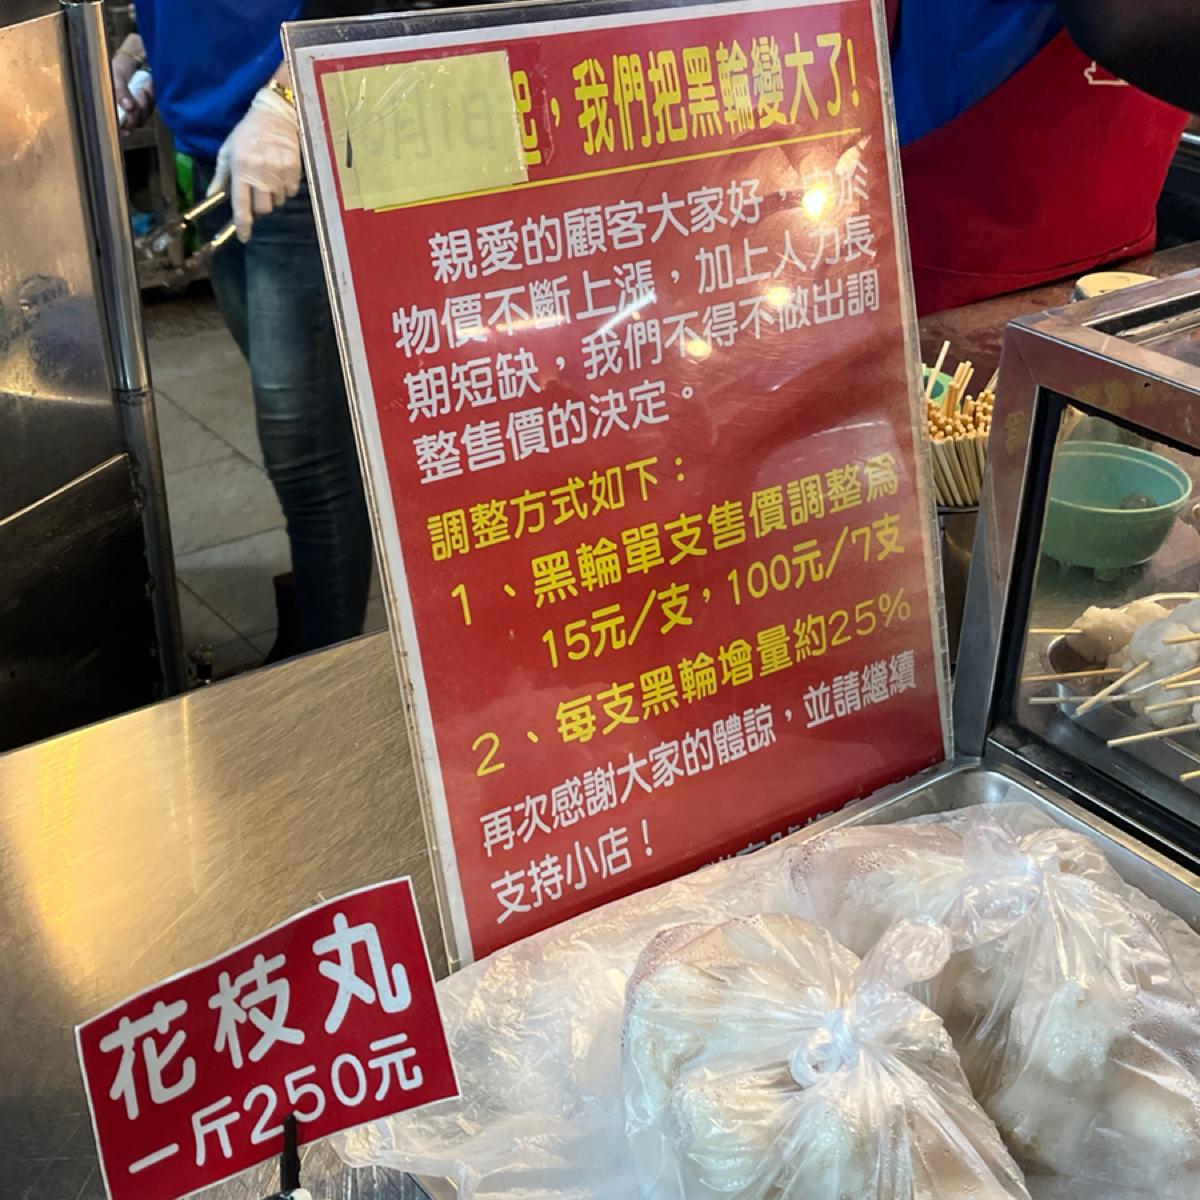 起，我們把黑輪變大了!
親愛的顧客大家好，由於
物價不斷上漲，加上人力長
期短缺，我們不得不做出調
整售價的決定。
調整方式如下：
1、黑輪單支售價調整為
15元/支，100元/7支
2、每支黑輪增量約25%
再次感謝大家的體諒，並請繼續
支持小店！
花枝丸
一斤250元